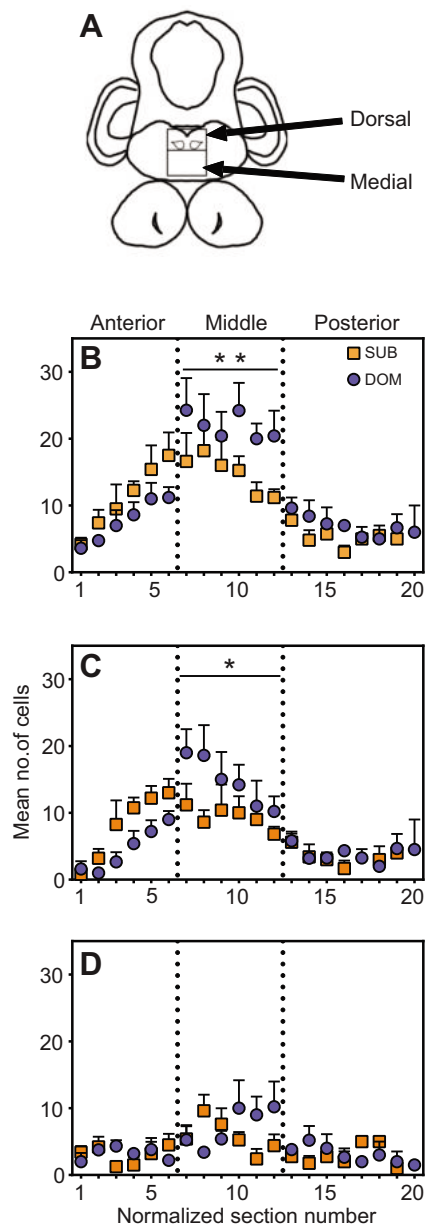 A
Dorsal
Medial
Anterior Middle Posterior
B
* *
SUB
DOM
30
20
10
0
1 5 10 15 20
C
*
30
20
10
0
1 5 10 15 20
Mean no.of cells
D
30
20
10
0
1 5 10 15 20
Normalized section number